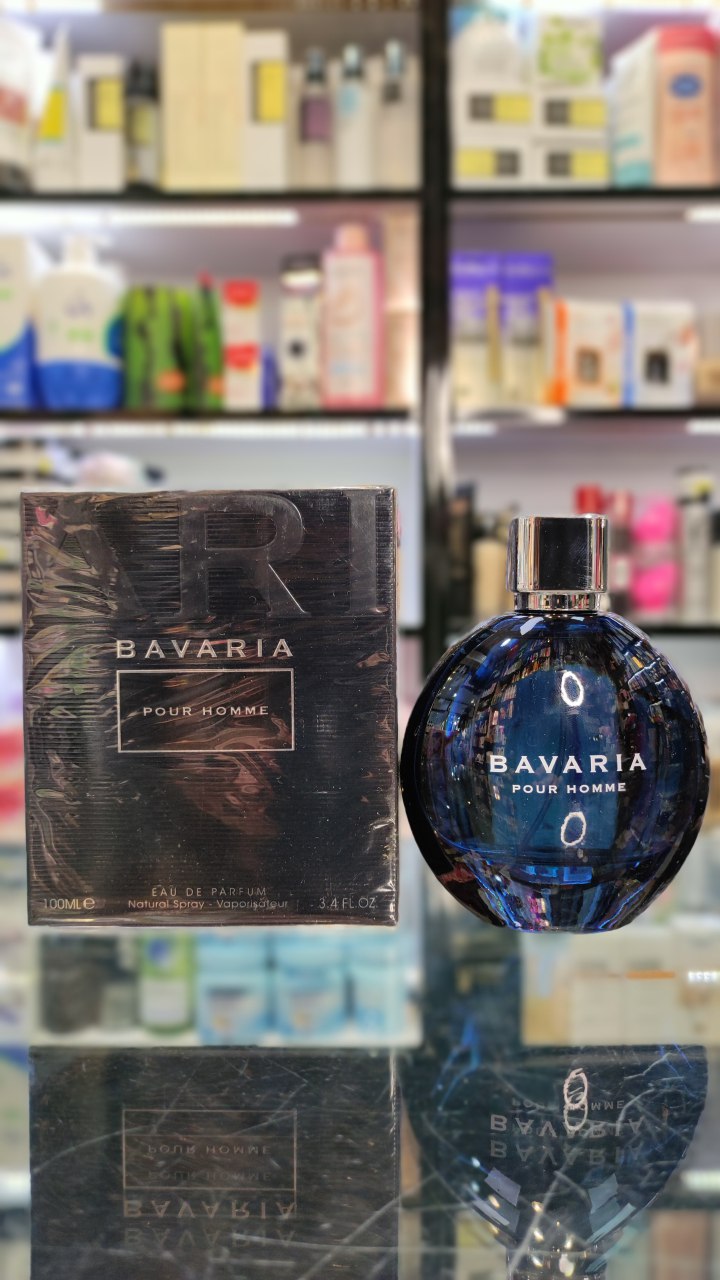 ARI
BAVARIA
POUR HOMME
EAU DE PARFUM
100ML e
Natural Spray - Vaporisateur
3.4 FL.OZ
BAVARIA
POUR HOMME